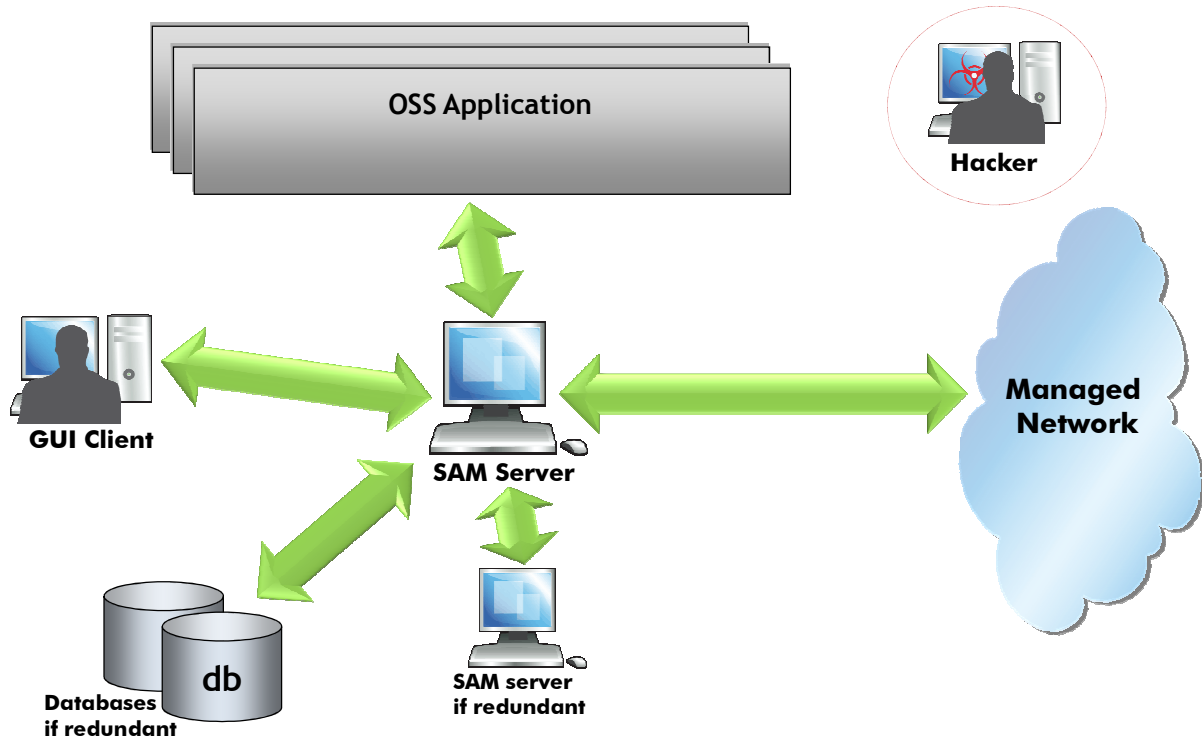 OSS Application
Hacker
GUI Client
SAM Server
Managed
Network
db
Databases
if redundant
SAM server
if redundant